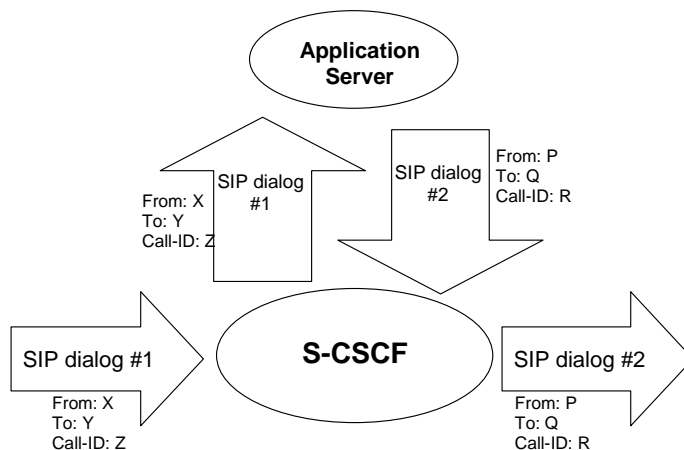 Application
Server
SIP dialog
#1
From: X
To: Y
Call-ID: Z
SIP dialog
#2
From: P
To: Q
Call-ID: R
S-CSCF
SIP dialog #1
From: X
To: Y
Call-ID: Z
SIP dialog #2
From: P
To: Q
Call-ID: R